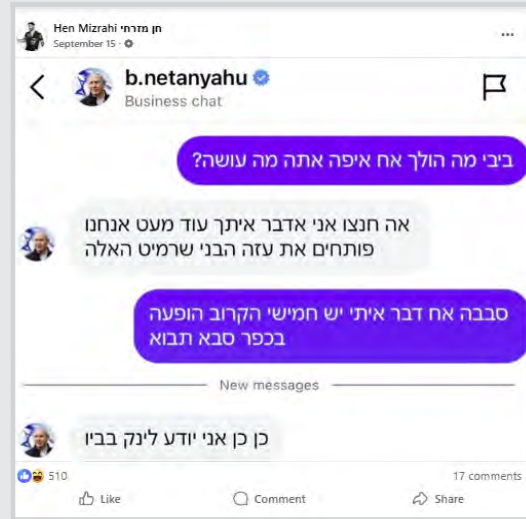 Hen Mizrahi חן מזרחי
September 15 ·
b.netanyahu
Business chat
ביבי מה הולך אח איפה אתה מה עושה?
אה חנצו אני אדבר איתך עוד מעט אנחנו
פותחים את עזה הבני שרמיט האלה
סבבה אח דבר איתי יש חמישי הקרוב הופעה
בכפר סבא תבוא
New messages
כן כן אני יודע לינק בביו
510
17 comments
Like
Comment
Share